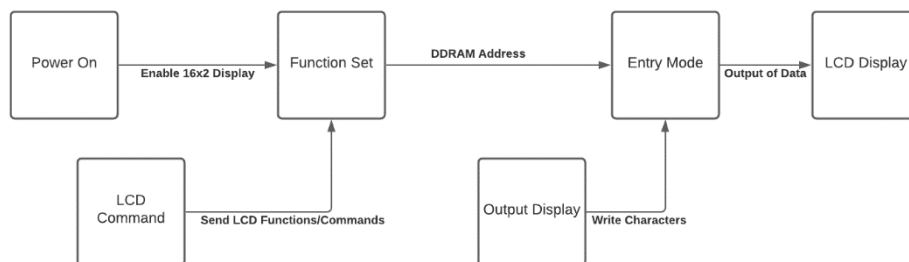 Power On
Enable 16x2 Display
Function Set
DDRAM Address
Entry Mode
Output of Data
LCD Display
LCD
Command
Send LCD Functions/Commands
Output Display
Write Characters